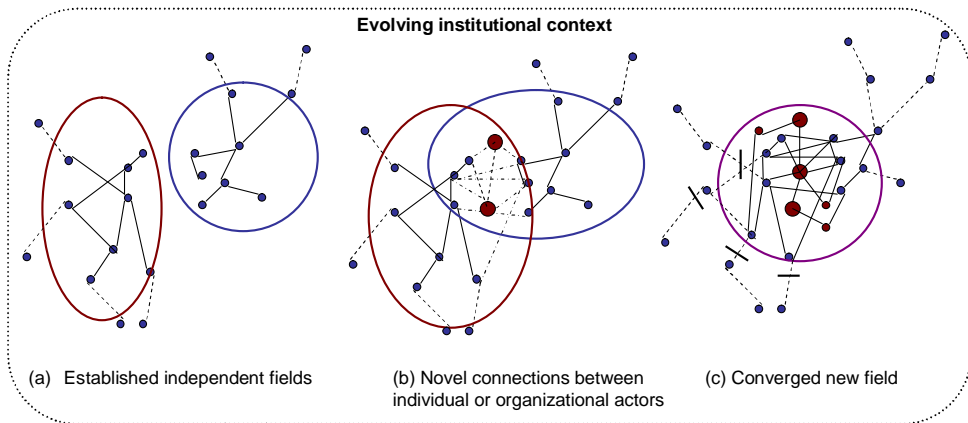 Evolving institutional context
(a) Established independent fields
(b) Novel connections between
individual or organizational actors
(c) Converged new field